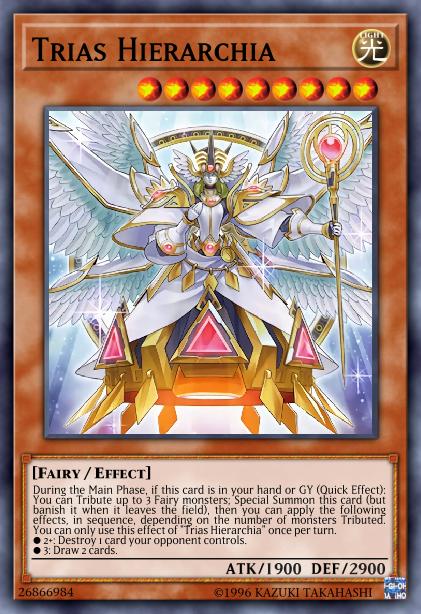 TRIAS HIERARCHIA
LIGHT
光
[FAIRY / EFFECT]
During the Main Phase, if this card is in your hand or GY (Quick Effect):
You can Tribute up to 3 Fairy monsters; Special Summon this card (but
banish it when it leaves the field), then you can apply the following
effects, in sequence, depending on the number of monsters Tributed.
You can only use this effect of "Trias Hierarchia" once per turn.
● 2+: Destroy 1 card your opponent controls.
● 3: Draw 2 cards.
ATK/1900 DEF/2900
26866984
©1996 KAZUKI TAKAHASHI